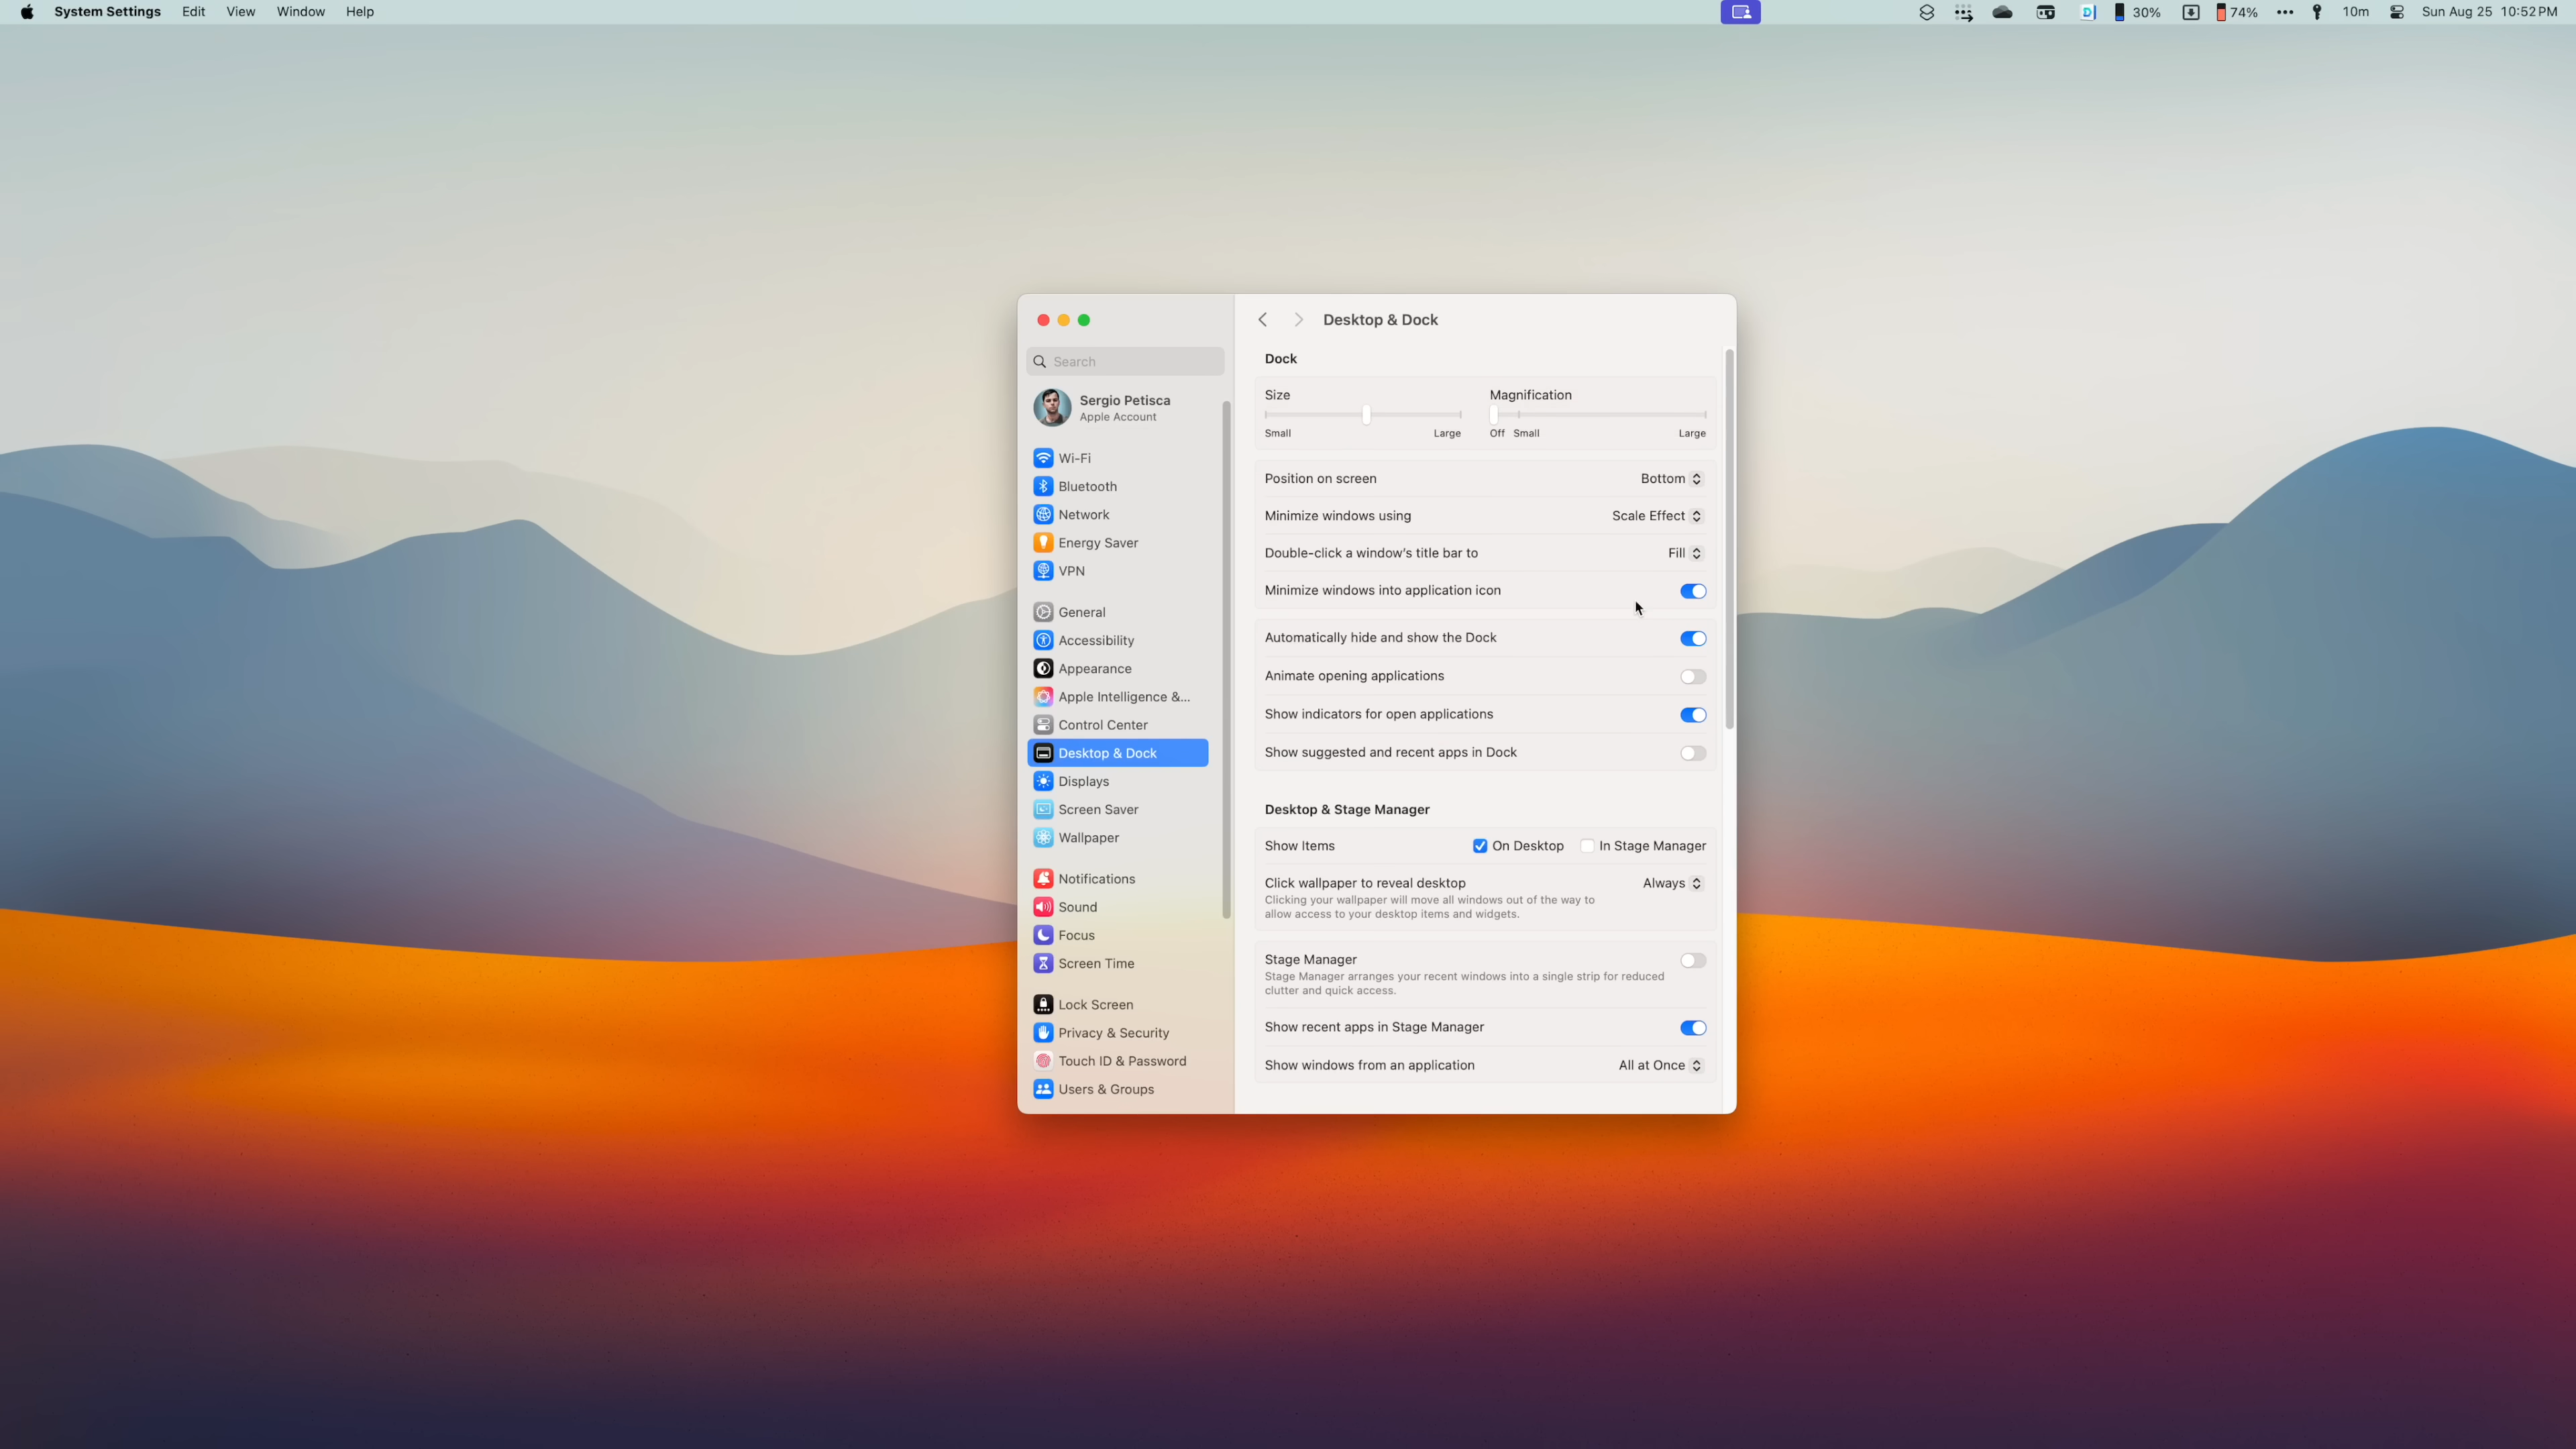 System Settings Edit View Window Help
30% 74% 10m Sun Aug 25 10:52 PM
Search
Sergio Petisca
Apple Account
Wi-Fi
Bluetooth
Network
Energy Saver
VPN
General
Accessibility
Appearance
Apple Intelligence &...
Control Center
Desktop & Dock
Displays
Screen Saver
Wallpaper
Notifications
Sound
Focus
Screen Time
Lock Screen
Privacy & Security
Touch ID & Password
Users & Groups
Desktop & Dock
Dock
Size Magnification
Small Large Off Small Large
Position on screen Bottom
Minimize windows using Scale Effect
Double-click a window's title bar to Fill
Minimize windows into application icon
Automatically hide and show the Dock
Animate opening applications
Show indicators for open applications
Show suggested and recent apps in Dock
Desktop & Stage Manager
Show Items On Desktop In Stage Manager
Click wallpaper to reveal desktop Always
Clicking your wallpaper will move all windows out of the way to
allow access to your desktop items and widgets.
Stage Manager
Stage Manager arranges your recent windows into a single strip for reduced
clutter and quick access.
Show recent apps in Stage Manager
Show windows from an application All at Once